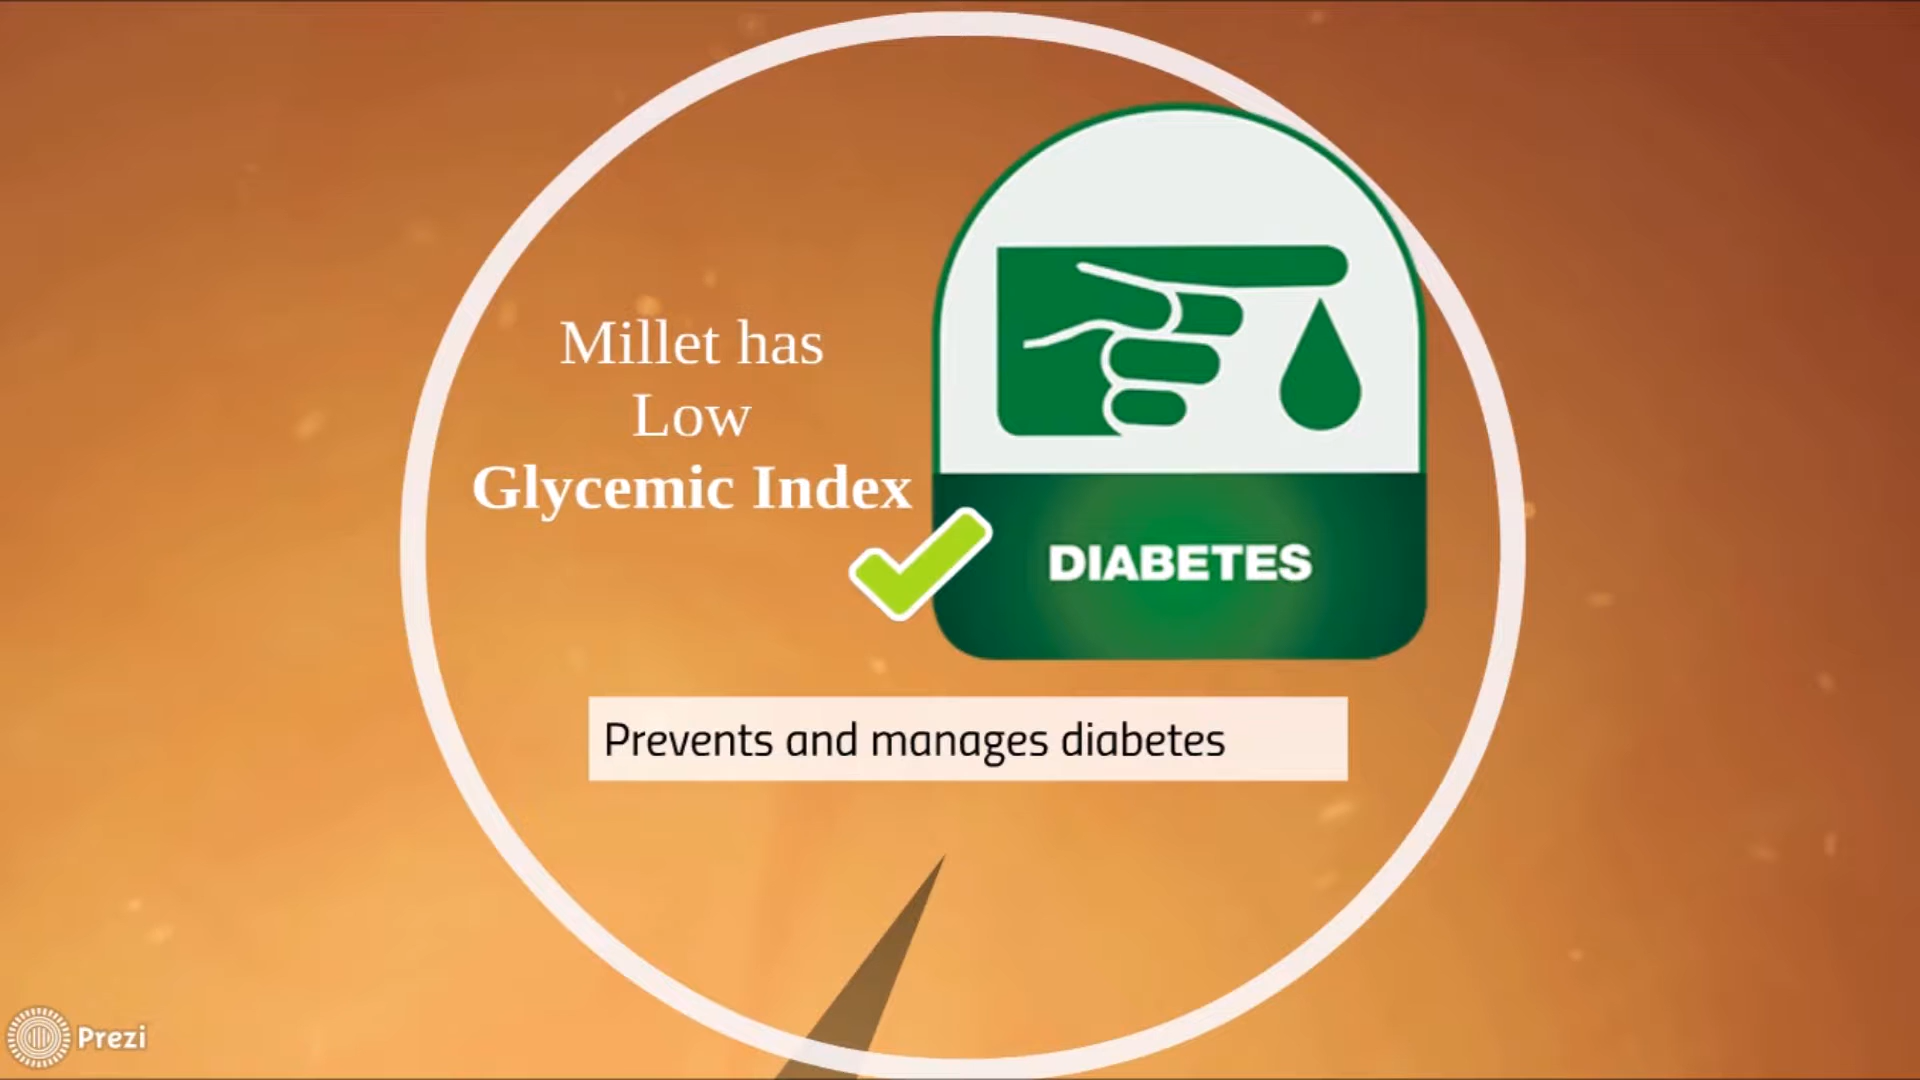 Millet has
Low
Glycemic Index
DIABETES
Prevents and manages diabetes
Prezi